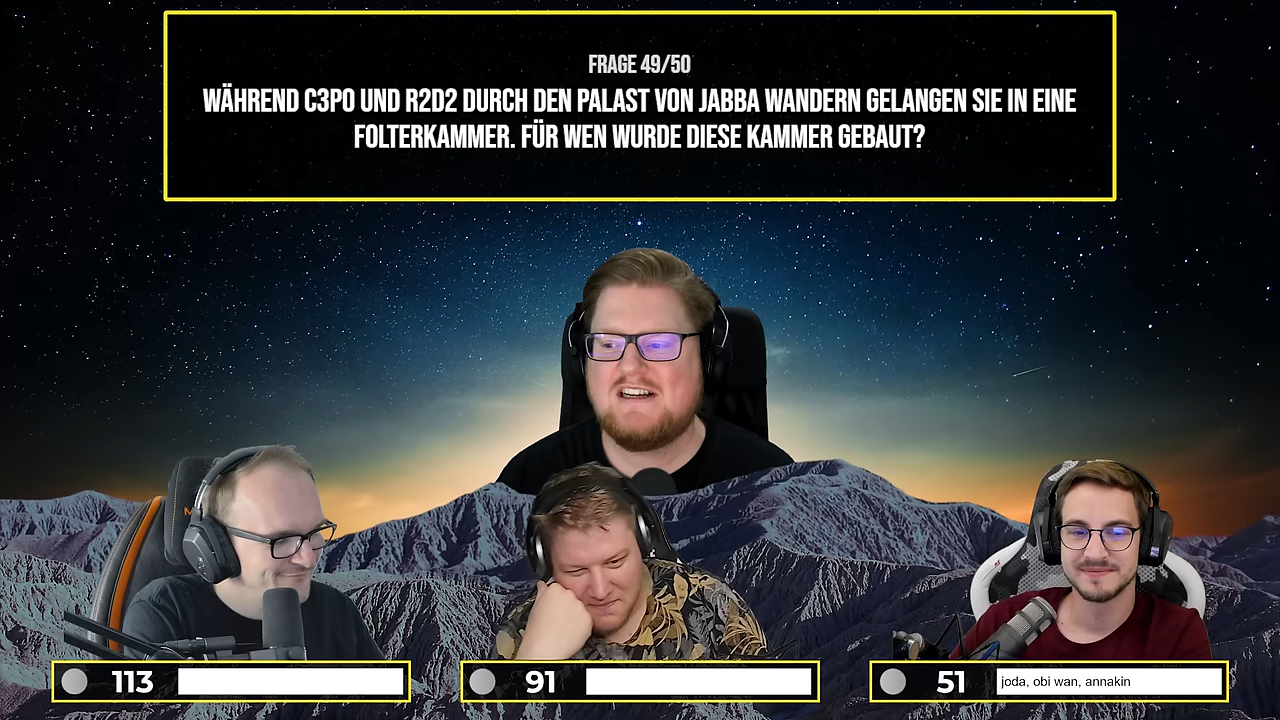 FRAGE 49/50
WÄHREND C3PO UND R2D2 DURCH DEN PALAST VON JABBA WANDERN GELANGEN SIE IN EINE
FOLTERKAMMER. FÜR WEN WURDE DIESE KAMMER GEBAUT?
113
91
51 joda, obi wan, annakin